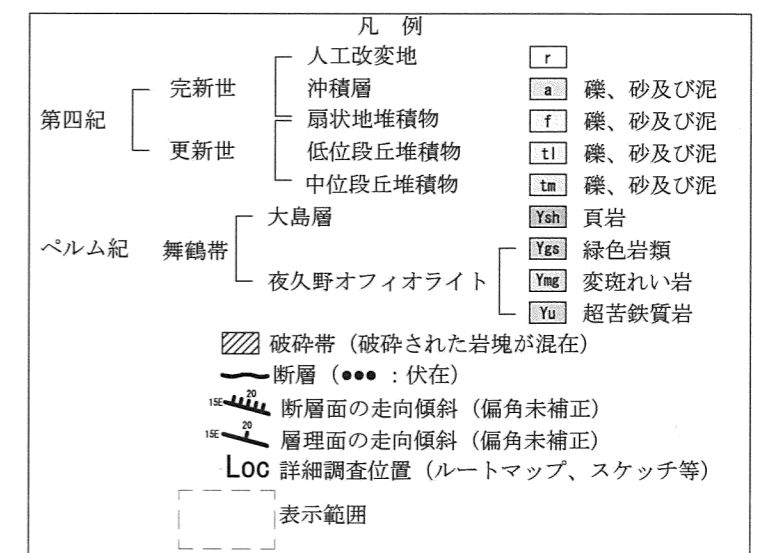 凡 例
人工改変地 r
完新世 沖積層 a 礫、砂及び泥
第四紀 扇状地堆積物 f 礫、砂及び泥
更新世 低位段丘堆積物 tl 礫、砂及び泥
中位段丘堆積物 tm 礫、砂及び泥
大島層 Ysh 頁岩
ペルム紀 舞鶴帯 Ygs 緑色岩類
夜久野オフィオライト Ymg 変斑れい岩
Yu 超苦鉄質岩
破砕帯（破砕された岩塊が混在）
断層（●●●：伏在）
15E 20 断層面の走向傾斜（偏角未補正）
15E 20 層理面の走向傾斜（偏角未補正）
Loc 詳細調査位置（ルートマップ、スケッチ等）
表示範囲